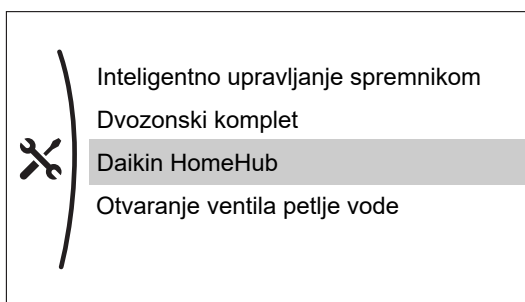 Inteligentno upravljanje spremnikom
Dvozonski komplet
Daikin HomeHub
Otvaranje ventila petlje vode